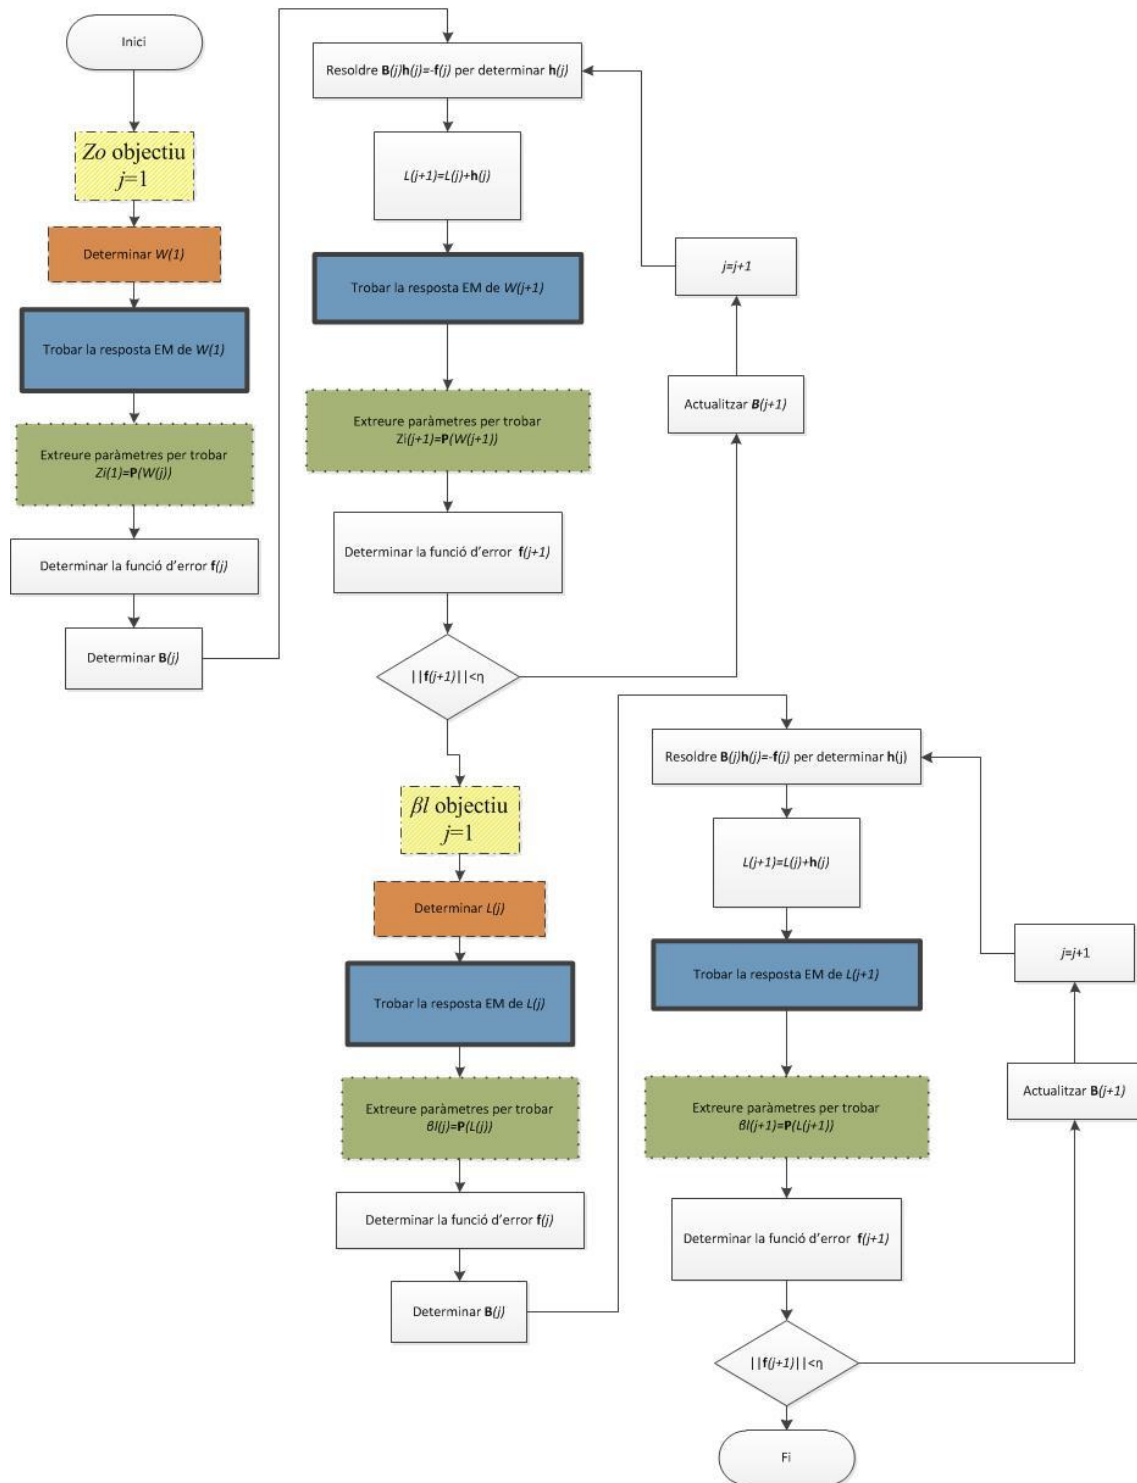 Inici
Zo objectiu
j=1
Determinar W(1)
Trobar la resposta EM de W(1)
Extreure paràmetres per trobar
Zi(1)=P(W(j))
Determinar la funció d'error f(j)
Determinar B(j)
Resoldre B(j)h(j)=-f(j) per determinar h(j)
L(j+1)=L(j)+h(j)
Trobar la resposta EM de W(j+1)
Extreure paràmetres per trobar
Zi(j+1)=P(W(j+1))
Determinar la funció d'error f(j+1)
||f(j+1)||<η
Actualitzar B(j+1)
j=j+1
βl objectiu
j=1
Determinar L(j)
Trobar la resposta EM de L(j)
Extreure paràmetres per trobar
βl(j)=P(L(j))
Determinar la funció d'error f(j)
Determinar B(j)
Resoldre B(j)h(j)=-f(j) per determinar h(j)
L(j+1)=L(j)+h(j)
Trobar la resposta EM de L(j+1)
Extreure paràmetres per trobar
βl(j+1)=P(L(j+1))
Determinar la funció d'error f(j+1)
||f(j+1)||<η
Actualitzar B(j+1)
j=j+1
Fi